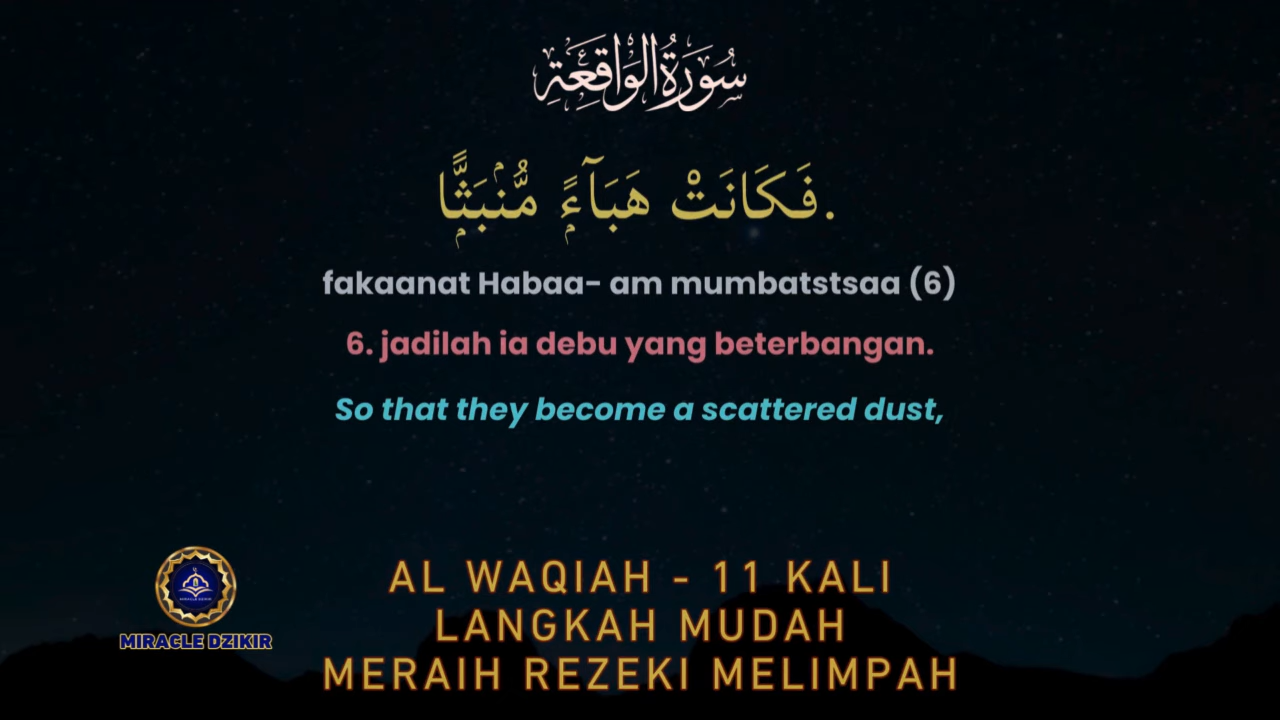 سُورَةُ الْوَاقِعَةِ
فَكَانَتْ هَبَآءً مُّنۢبَثًّا.
fakaanat Habaa- am mumbatstsaa (6)
6. jadilah ia debu yang beterbangan.
So that they become a scattered dust,
MIRACLE DZIKIR
AL WAQIAH - 11 KALI
LANGKAH MUDAH
MERAIH REZEKI MELIMPAH